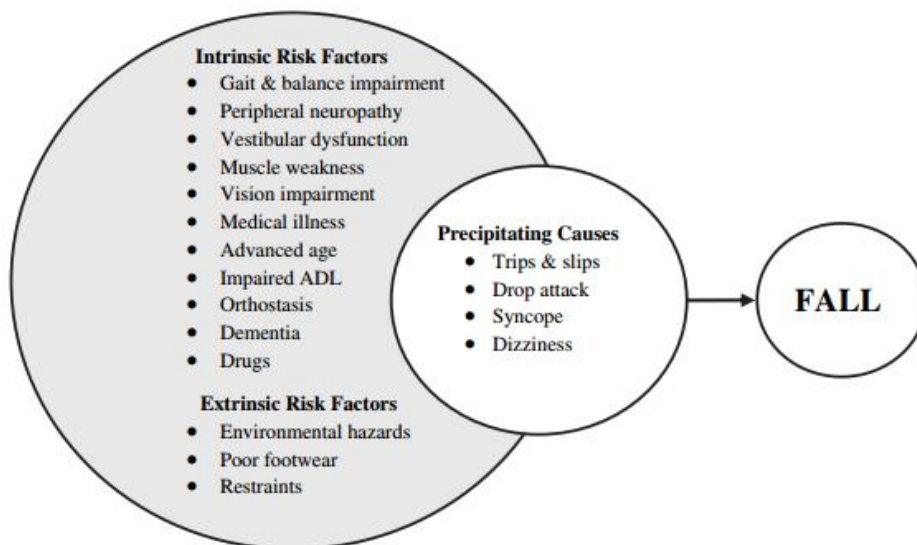 Intrinsic Risk Factors
• Gait & balance impairment
• Peripheral neuropathy
• Vestibular dysfunction
• Muscle weakness
• Vision impairment
• Medical illness
• Advanced age
• Impaired ADL
• Orthostasis
• Dementia
• Drugs
Extrinsic Risk Factors
• Environmental hazards
• Poor footwear
• Restraints
Precipitating Causes
• Trips & slips
• Drop attack
• Syncope
• Dizziness
FALL